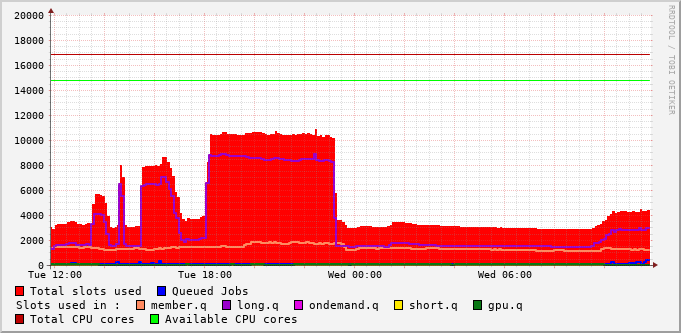 20000
18000
16000
14000
12000
10000
8000
6000
4000
2000
0
Tue 12:00 Tue 18:00 Wed 00:00 Wed 06:00
RRDTOOL / TOBI OETIKER
Total slots used Queued Jobs
Slots used in : member.q long.q ondemand.q short.q gpu.q
Total CPU cores Available CPU cores